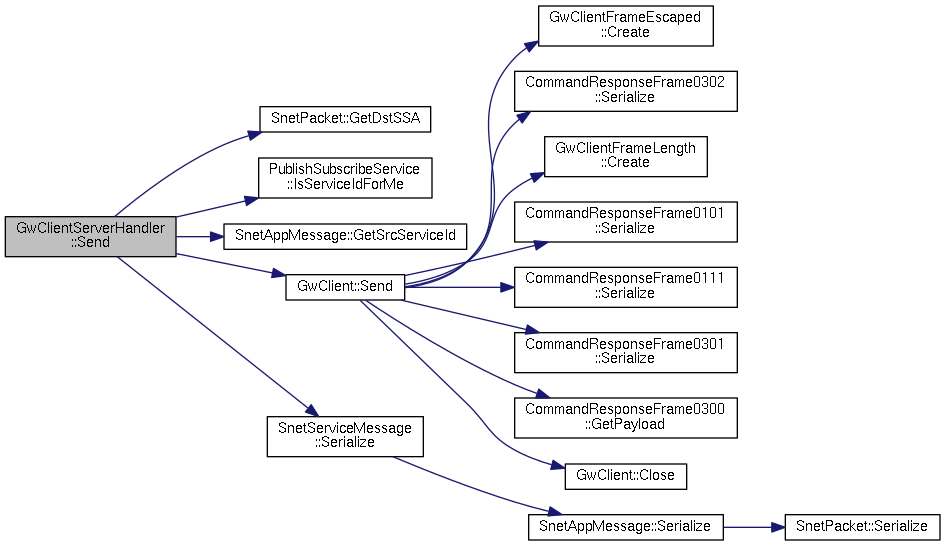 GwClientServerHandler
::Send
SnetPacket::GetDstSSA
PublishSubscribeService
::IsServiceIdForMe
SnetAppMessage::GetSrcServiceId
GwClient::Send
SnetServiceMessage
::Serialize
GwClientFrameEscaped
::Create
CommandResponseFrame0302
::Serialize
GwClientFrameLength
::Create
CommandResponseFrame0101
::Serialize
CommandResponseFrame0111
::Serialize
CommandResponseFrame0301
::Serialize
CommandResponseFrame0300
::GetPayload
GwClient::Close
SnetAppMessage::Serialize
SnetPacket::Serialize